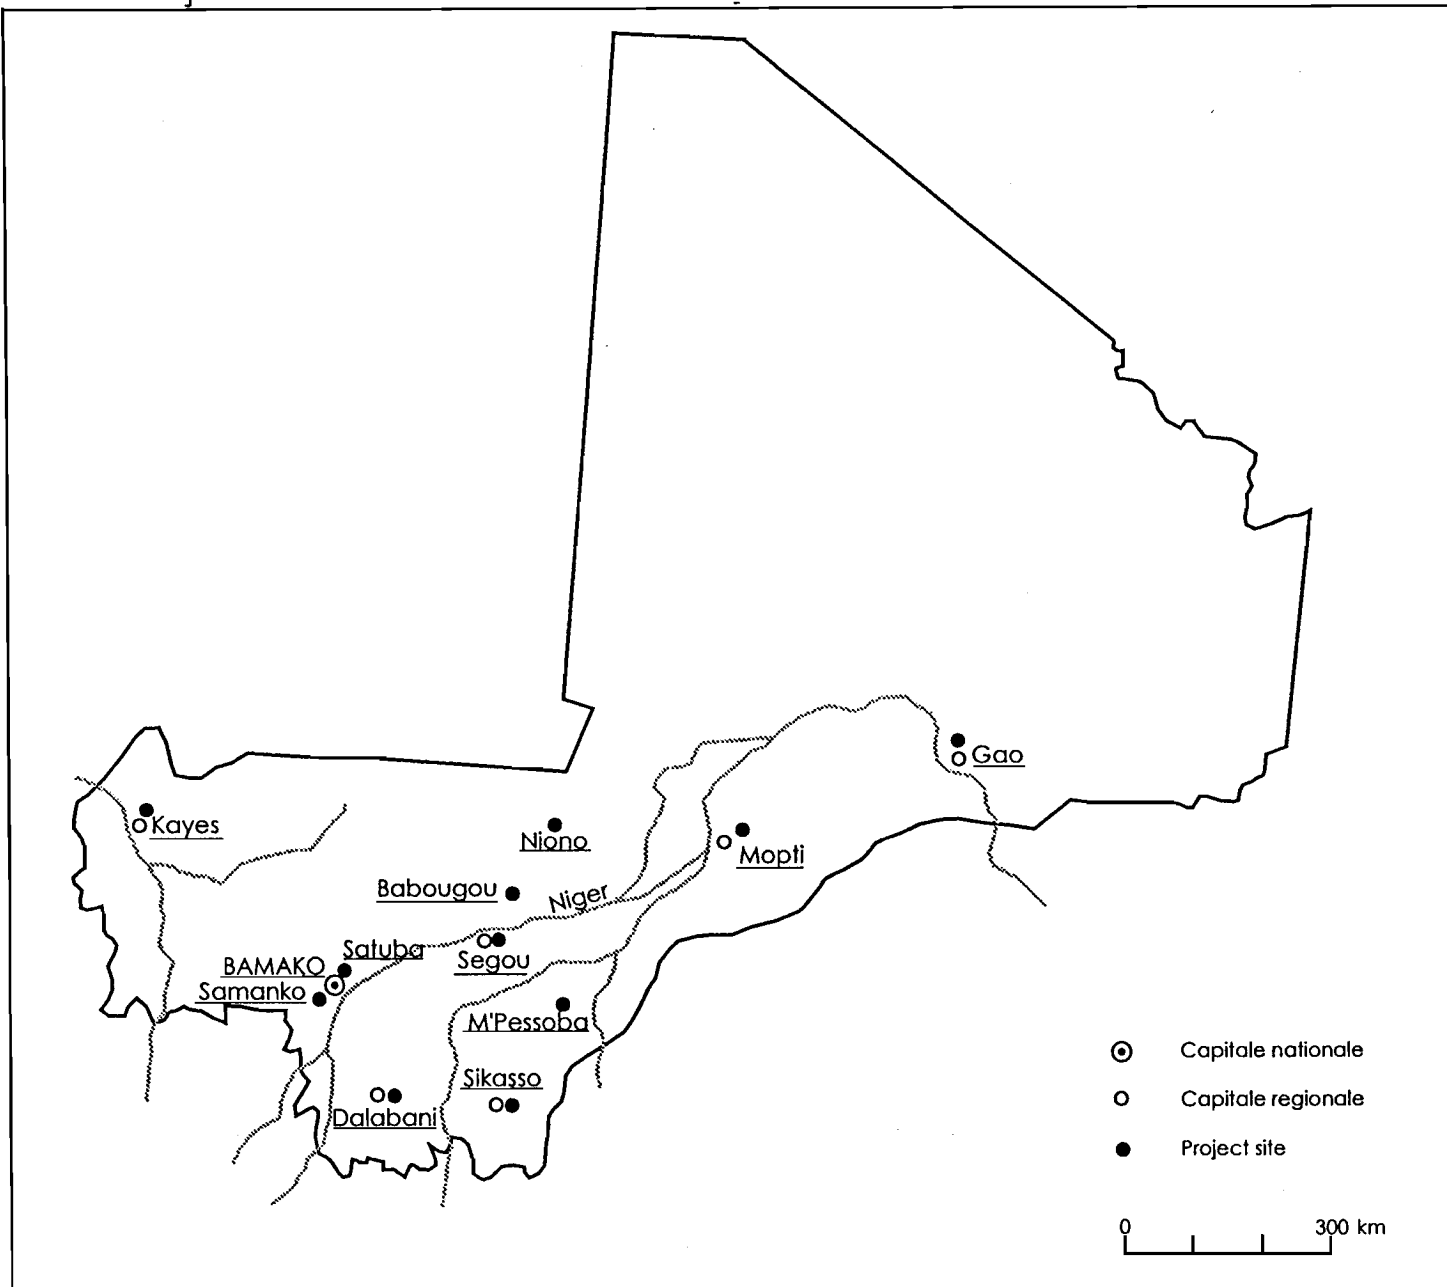 Gao
Kayes
Niono
Mopti
Babougou
Niger
Satuba
BAMAKO
Segou
Samanko
M'Pessoba
Sikasso
Dalabani
Capitale nationale
Capitale regionale
Project site
0 300 km